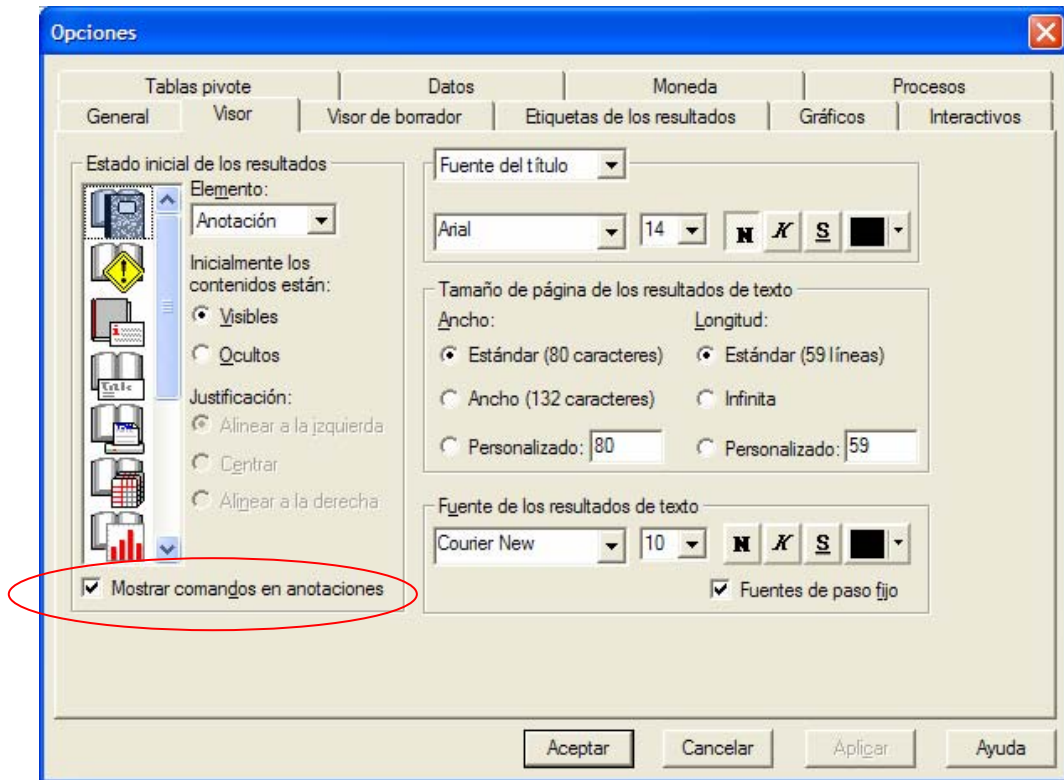 Opciones
Tablas pivote
Datos
Moneda
Procesos
General
Visor
Visor de borrador
Etiquetas de los resultados
Gráficos
Interactivos
Estado inicial de los resultados
Elemento:
Anotación
Inicialmente los
contenidos están:
Visibles
Ocultos
Justificación:
Alinear a la izquierda
Centrar
Alinear a la derecha
Mostrar comandos en anotaciones
Fuente del título
Arial
14
N
K
S
Tamaño de página de los resultados de texto
Ancho:
Longitud:
Estándar (80 caracteres)
Estándar (59 líneas)
Ancho (132 caracteres)
Infinita
Personalizado: 80
Personalizado: 59
Fuente de los resultados de texto
Courier New
10
N
K
S
Fuentes de paso fijo
Aceptar
Cancelar
Aplicar
Ayuda